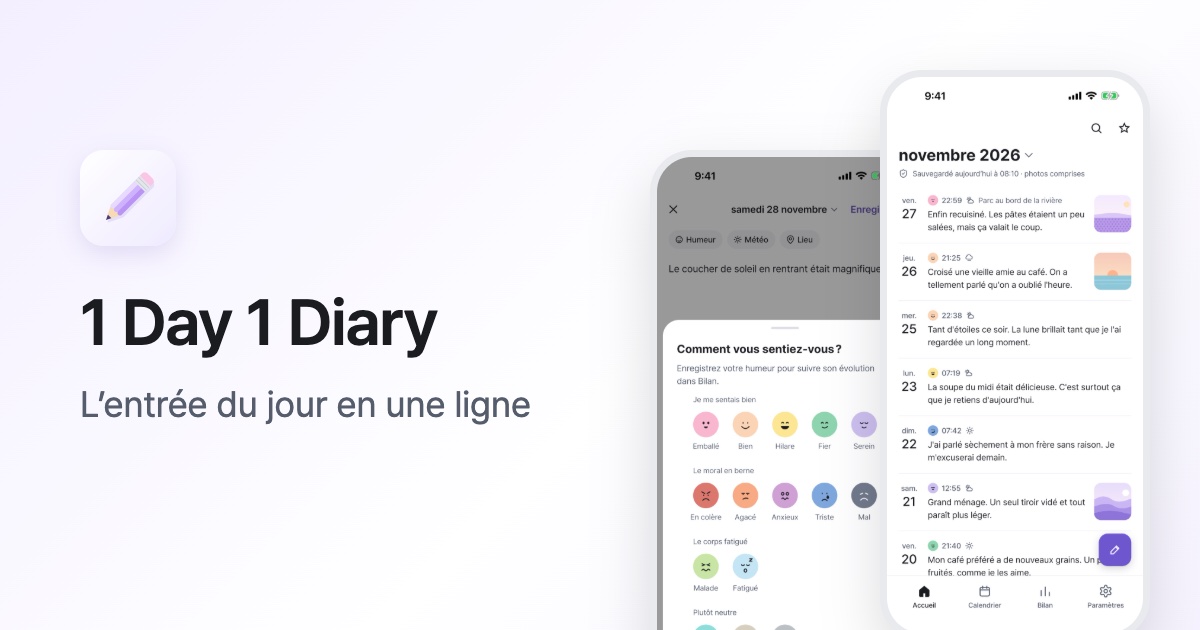 1 Day 1 Diary
L’entrée du jour en une ligne
9:41
samedi 28 novembre
Humeur
Météo
Lieu
Le coucher de soleil en rentrant était magnifique
Comment vous sentiez-vous ?
Enregistrez votre humeur pour suivre son évolution
dans Bilan.
Je me sentais bien
Emballé Bien Hilare Fier Serein
Le moral en berne
En colère Agacé Anxieux Triste Mal
Le corps fatigué
Malade Fatigué
Plutôt neutre
9:41
novembre 2026
Sauvegardé aujourd'hui à 08:10 · photos comprises
ven.
27
22:59 Parc au bord de la rivière
Enfin recuisiné. Les pâtes étaient un peu
salées, mais ça valait le coup.
jeu.
26
21:25
Croisé une vieille amie au café. On a
tellement parlé qu'on a oublié l'heure.
mer.
25
22:38
Tant d'étoiles ce soir. La lune brillait tant que je l'ai
regardée un long moment.
lun.
23
07:19
La soupe du midi était délicieuse. C'est surtout ça
que je retiens d'aujourd'hui.
dim.
22
07:42
J'ai parlé sèchement à mon frère sans raison. Je
m'excuserai demain.
sam.
21
12:55
Grand ménage. Un seul tiroir vidé et tout
paraît plus léger.
ven.
20
21:40
Mon café préféré a de nouveaux grains. Un
fruités, comme je les aime.
Accueil Calendrier Bilan Paramètres